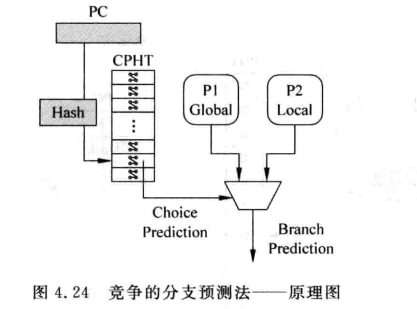 PC
CPHT
Hash
P1
Global
P2
Local
...
Choice
Prediction
Branch
Prediction
图 4.24 竞争的分支预测法——原理图